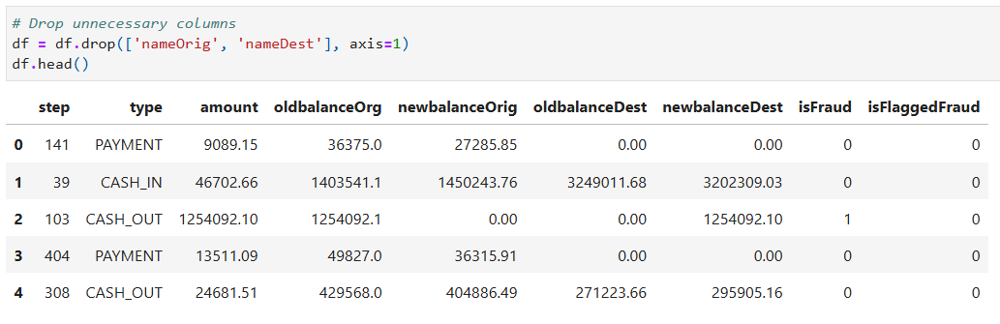 # Drop unnecessary columns
df = df.drop(['nameOrig', 'nameDest'], axis=1)
df.head()
step type amount oldbalanceOrg newbalanceOrig oldbalanceDest newbalanceDest isFraud isFlaggedFraud
0 141 PAYMENT 9089.15 36375.0 27285.85 0.00 0.00 0 0
1 39 CASH_IN 46702.66 1403541.1 1450243.76 3249011.68 3202309.03 0 0
2 103 CASH_OUT 1254092.10 1254092.1 0.00 0.00 1254092.10 1 0
3 404 PAYMENT 13511.09 49827.0 36315.91 0.00 0.00 0 0
4 308 CASH_OUT 24681.51 429568.0 404886.49 271223.66 295905.16 0 0